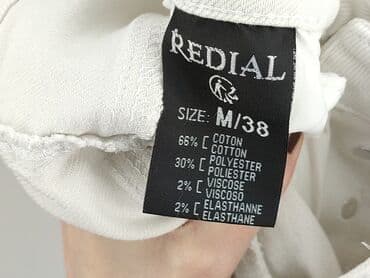 REDIAL
SIZE: M/38
66% [ COTON
COTTON
30% [ POLYESTER
POLIESTER
2% [ VISCOSE
VISCOSO
2% [ ELASTHANNE
ELASTHANE